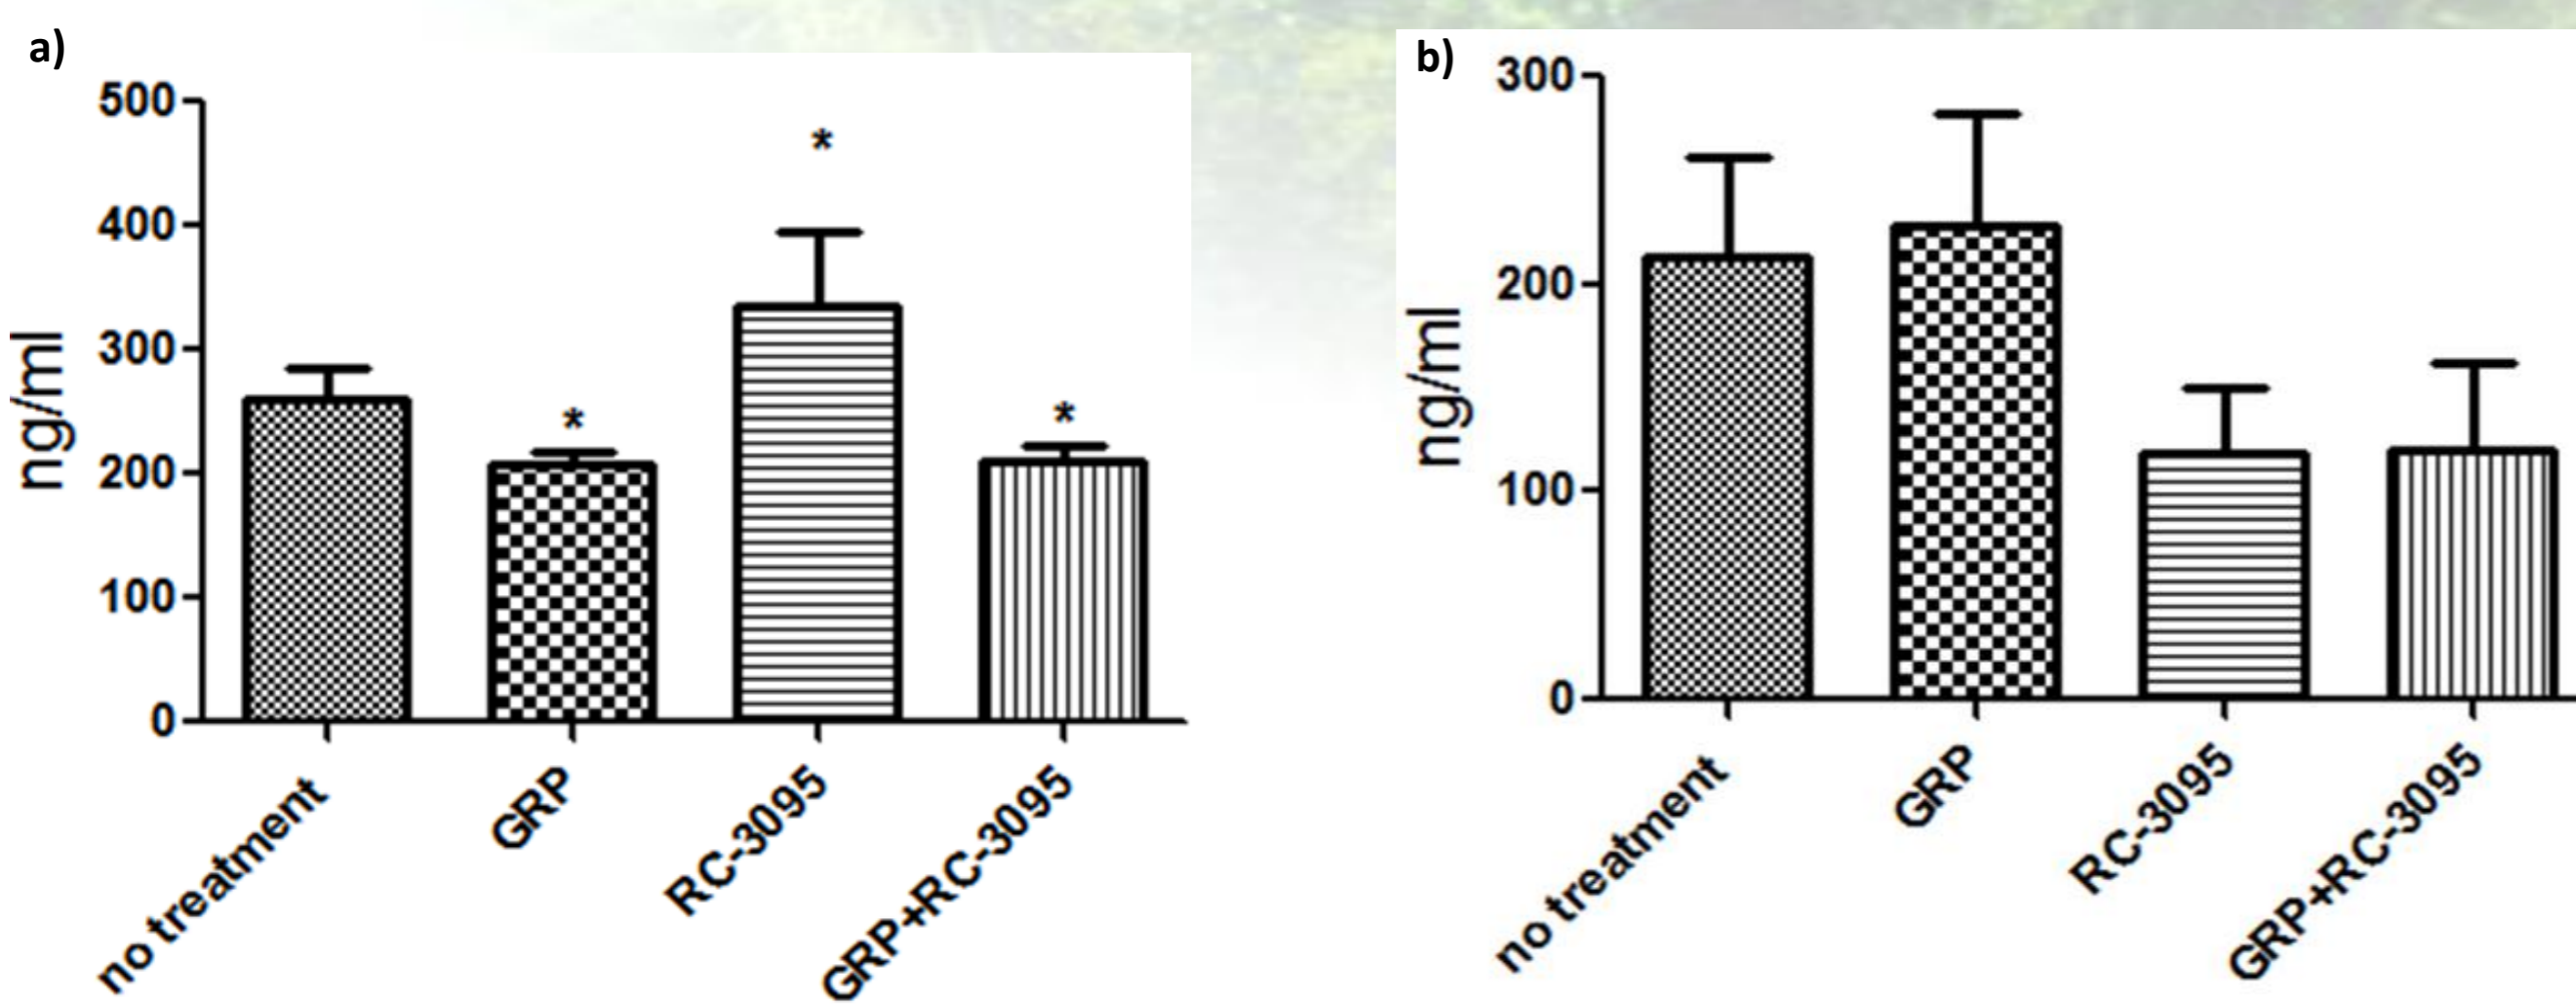 a)
500
400
300
200
100
0
ng/ml
*
*
*
no treatment
GRP
RC-3095
GRP+RC-3095
b)
300
200
100
0
ng/ml
no treatment
GRP
RC-3095
GRP+RC-3095